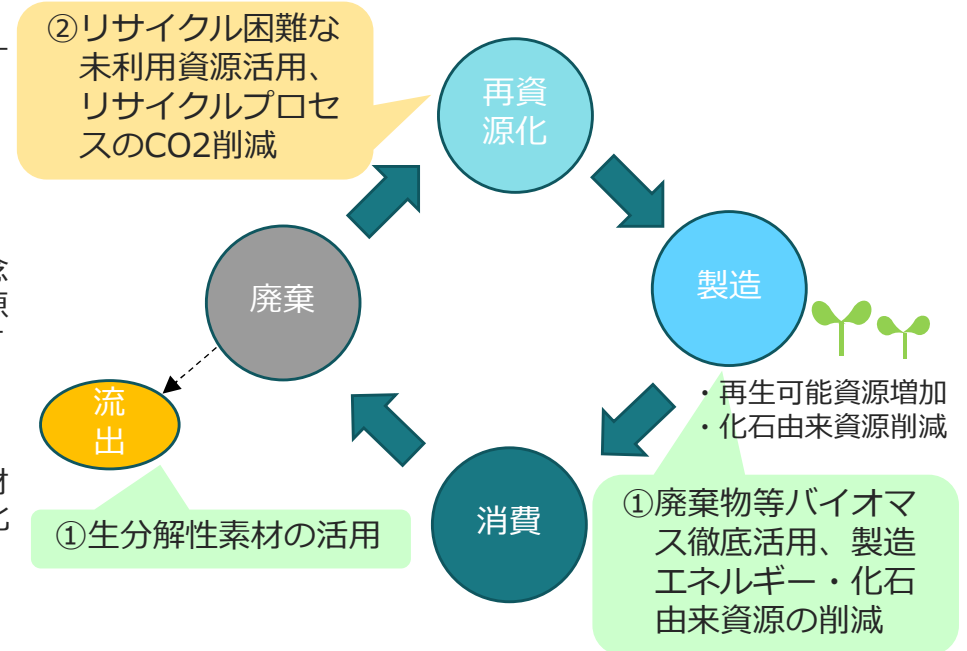 ②リサイクル困難な
未利用資源活用、
リサイクルプロセ
スのCO2削減
再資
源化
製造
廃棄
流
出
・再生可能資源増加
・化石由来資源削減
消費
①生分解性素材の活用
①廃棄物等バイオマ
ス徹底活用、製造
エネルギー・化石
由来資源の削減